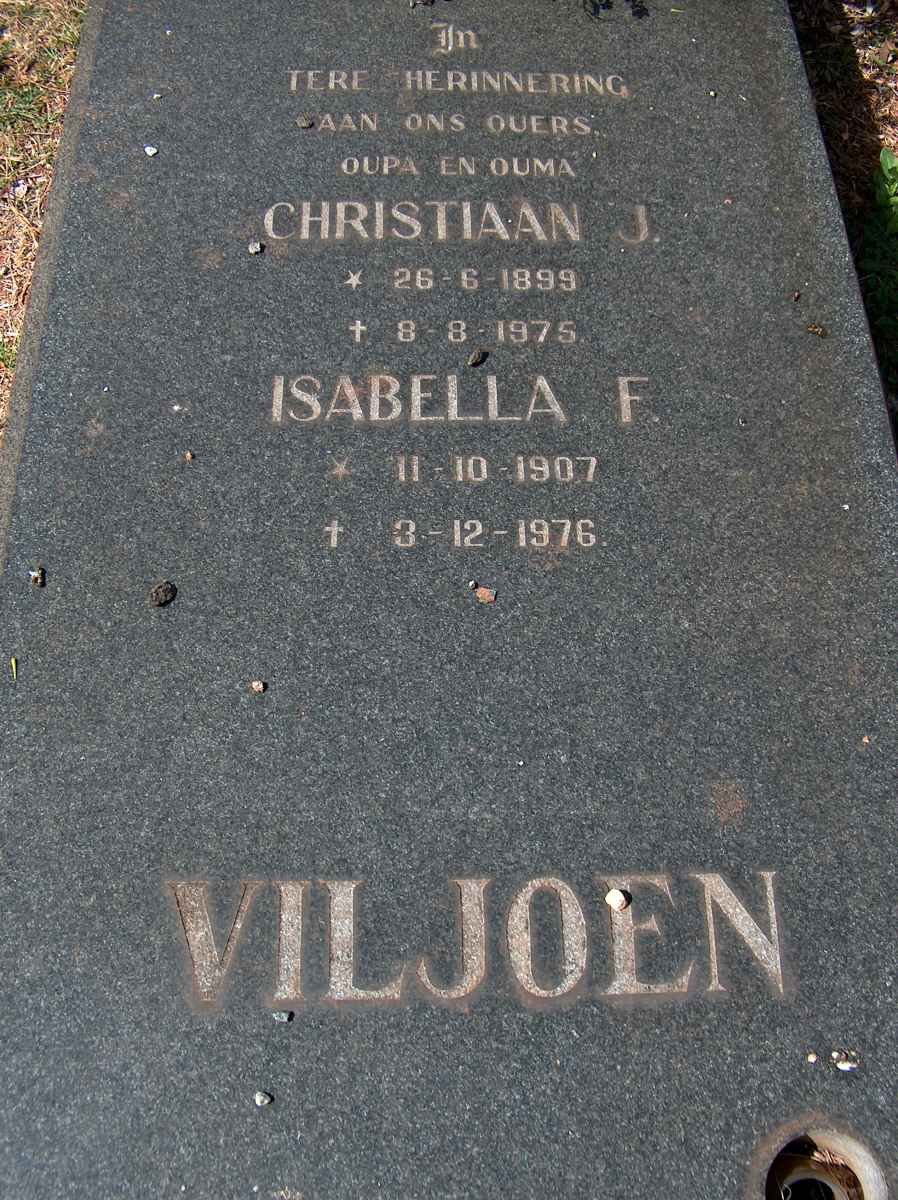 In
TERE HERINNERING
AAN ONS OUERS,
OUPA EN OUMA
CHRISTIAAN J.
★ 26-6-1899
† 8-8-1975
ISABELLA F.
★ 11-10-1907
† 3-12-1976.
VILJOEN